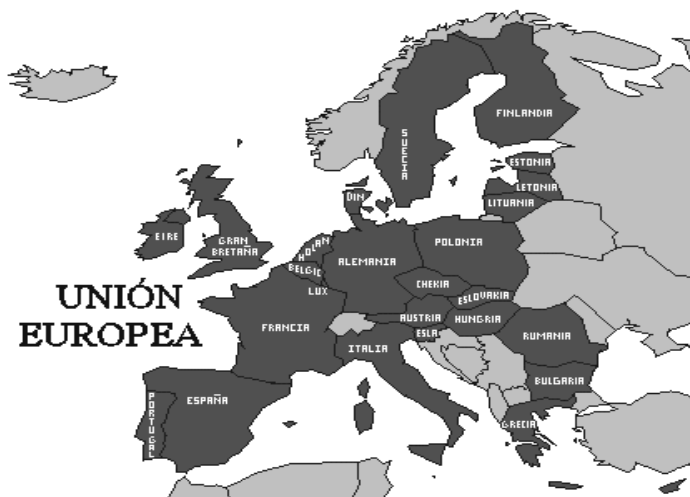 FINLANDIA
SUECIA
ESTONIA
LETONIA
LITUANIA
DIN
EIRE
GRAN
BRETAÑA
HOLAN
BELGIC
LUX
ALEMANIA
POLONIA
CHEKIA
ESLOVAKIA
AUSTRIA
HUNGRIA
ESLA
RUMANIA
FRANCIA
ITALIA
UNIÓN
EUROPEA
BULGARIA
PORTUGAL
ESPAÑA
GRECIA